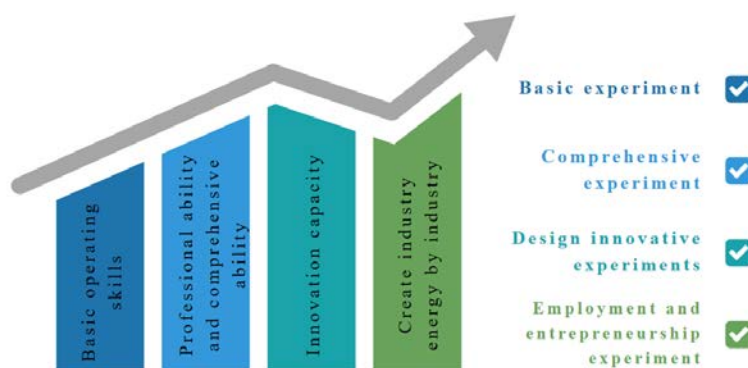 Basic operating
skills
Professional ability
and comprehensive
ability
Innovation capacity
Create industry
energy by industry
Basic experiment
Comprehensive
experiment
Design innovative
experiments
Employment and
entrepreneurship
experiment